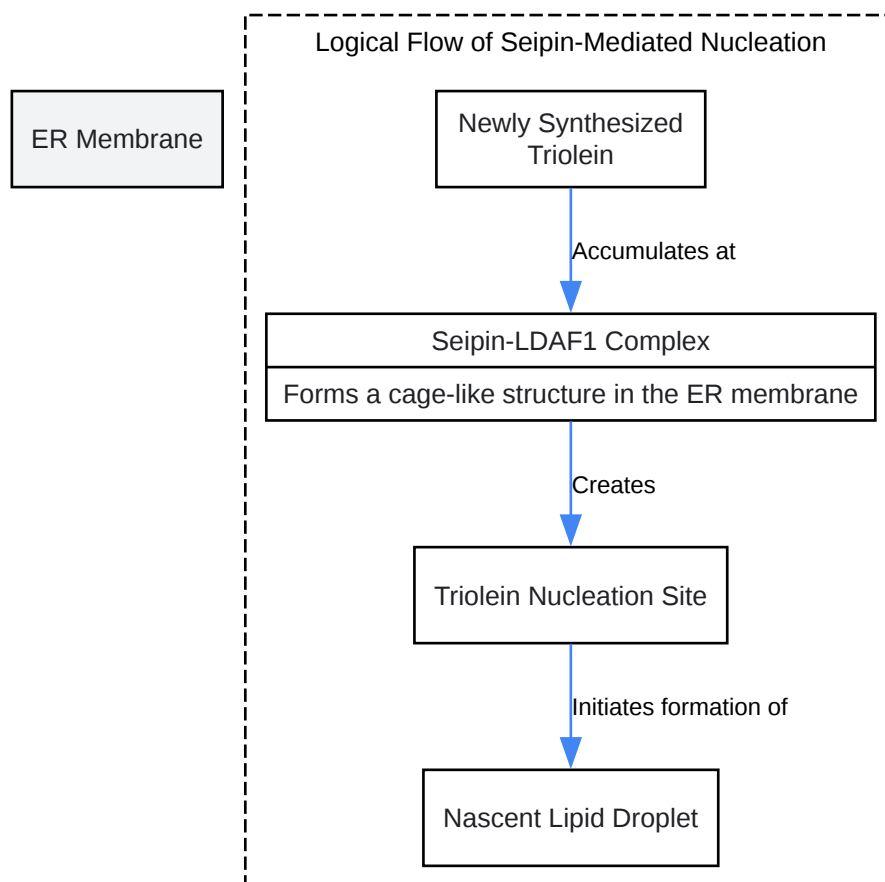 Logical Flow of Seipin-Mediated Nucleation
ER Membrane
Newly Synthesized
Triolein
Accumulates at
Seipin-LDAF1 Complex
Forms a cage-like structure in the ER membrane
Creates
Triolein Nucleation Site
Initiates formation of
Nascent Lipid Droplet